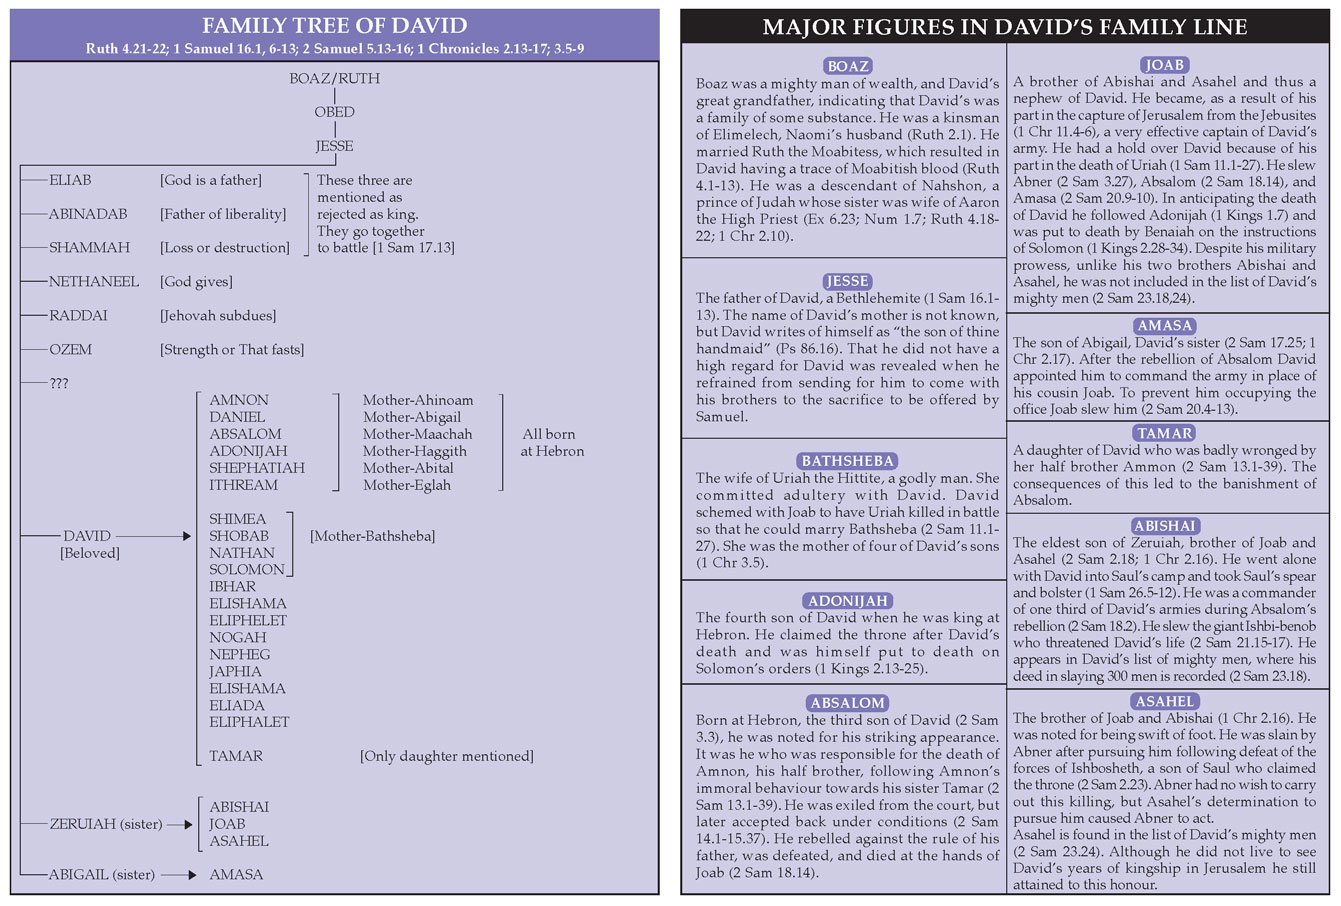 FAMILY TREE OF DAVID
Ruth 4.21-22; 1 Samuel 16.1, 6-13; 2 Samuel 5.13-16; 1 Chronicles 2.13-17; 3.5-9
BOAZ/RUTH
OBED
JESSE
ELIAB [God is a father]
ABINADAB [Father of liberality]
SHAMMAH [Loss or destruction]
These three are
mentioned as
rejected as king.
They go together
to battle [1 Sam 17.13]
NETHANEEL [God gives]
RADDAI [Jehovah subdues]
OZEM [Strength or That fasts]
???
DAVID
[Beloved]
AMNON Mother-Ahinoam
DANIEL Mother-Abigail
ABSALOM Mother-Maachah
ADONIJAH Mother-Haggith
SHEPHATIAH Mother-Abital
ITHREAM Mother-Eglah
All born
at Hebron
SHIMEA
SHOBAB [Mother-Bathsheba]
NATHAN
SOLOMON
IBHAR
ELISHAMA
ELIPHELET
NOGAH
NEPHEG
JAPHIA
ELISHAMA
ELIADA
ELIPHALET
TAMAR [Only daughter mentioned]
ZERUIAH (sister)
ABISHAI
JOAB
ASAHEL
ABIGAIL (sister) AMASA
MAJOR FIGURES IN DAVID'S FAMILY LINE
BOAZ
Boaz was a mighty man of wealth, and David's
great grandfather, indicating that David's was
a family of some substance. He was a kinsman
of Elimelech, Naomi's husband (Ruth 2.1). He
married Ruth the Moabitess, which resulted in
David having a trace of Moabitish blood (Ruth
4.1-13). He was a descendant of Nahshon, a
prince of Judah whose sister was wife of Aaron
the High Priest (Ex 6.23; Num 1.7; Ruth 4.18-
22; 1 Chr 2.10).
JESSE
The father of David, a Bethlehemite (1 Sam 16.1-
13). The name of David's mother is not known,
but David writes of himself as "the son of thine
handmaid" (Ps 86.16). That he did not have a
high regard for David was revealed when he
refrained from sending for him to come with
his brothers to the sacrifice to be offered by
Samuel.
BATHSHEBA
The wife of Uriah the Hittite, a godly man. She
committed adultery with David. David
schemed with Joab to have Uriah killed in battle
so that he could marry Bathsheba (2 Sam 11.1-
27). She was the mother of four of David's sons
(1 Chr 3.5).
ADONIJAH
The fourth son of David when he was king at
Hebron. He claimed the throne after David's
death and was himself put to death on
Solomon's orders (1 Kings 2.13-25).
ABSALOM
Born at Hebron, the third son of David (2 Sam
3.3), he was noted for his striking appearance.
It was he who was responsible for the death of
Amnon, his half brother, following Amnon's
immoral behaviour towards his sister Tamar (2
Sam 13.1-39). He was exiled from the court, but
later accepted back under conditions (2 Sam
14.1-15.37). He rebelled against the rule of his
father, was defeated, and died at the hands of
Joab (2 Sam 18.14).
JOAB
A brother of Abishai and Asahel and thus a
nephew of David. He became, as a result of his
part in the capture of Jerusalem from the Jebusites
(1 Chr 11.4-6), a very effective captain of David's
army. He had a hold over David because of his
part in the death of Uriah (1 Sam 11.1-27). He slew
Abner (2 Sam 3.27), Absalom (2 Sam 18.14), and
Amasa (2 Sam 20.9-10). In anticipating the death
of David he followed Adonijah (1 Kings 1.7) and
was put to death by Benaiah on the instructions
of Solomon (1 Kings 2.28-34). Despite his military
prowess, unlike his two brothers Abishai and
Asahel, he was not included in the list of David's
mighty men (2 Sam 23.18,24).
AMASA
The son of Abigail, David's sister (2 Sam 17.25; 1
Chr 2.17). After the rebellion of Absalom David
appointed him to command the army in place of
his cousin Joab. To prevent him occupying the
office Joab slew him (2 Sam 20.4-13).
TAMAR
A daughter of David who was badly wronged by
her half brother Ammon (2 Sam 13.1-39). The
consequences of this led to the banishment of
Absalom.
ABISHAI
The eldest son of Zeruiah, brother of Joab and
Asahel (2 Sam 2.18; 1 Chr 2.16). He went alone
with David into Saul's camp and took Saul's spear
and bolster (1 Sam 26.5-12). He was a commander
of one third of David's armies during Absalom's
rebellion (2 Sam 18.2). He slew the giant Ishbi-benob
who threatened David's life (2 Sam 21.15-17). He
appears in David's list of mighty men, where his
deed in slaying 300 men is recorded (2 Sam 23.18).
ASAHEL
The brother of Joab and Abishai (1 Chr 2.16). He
was noted for being swift of foot. He was slain by
Abner after pursuing him following defeat of the
forces of Ishbosheth, a son of Saul who claimed
the throne (2 Sam 2.23). Abner had no wish to carry
out this killing, but Asahel's determination to
pursue him caused Abner to act.
Asahel is found in the list of David's mighty men
(2 Sam 23.24). Although he did not live to see
David's years of kingship in Jerusalem he still
attained to this honour.